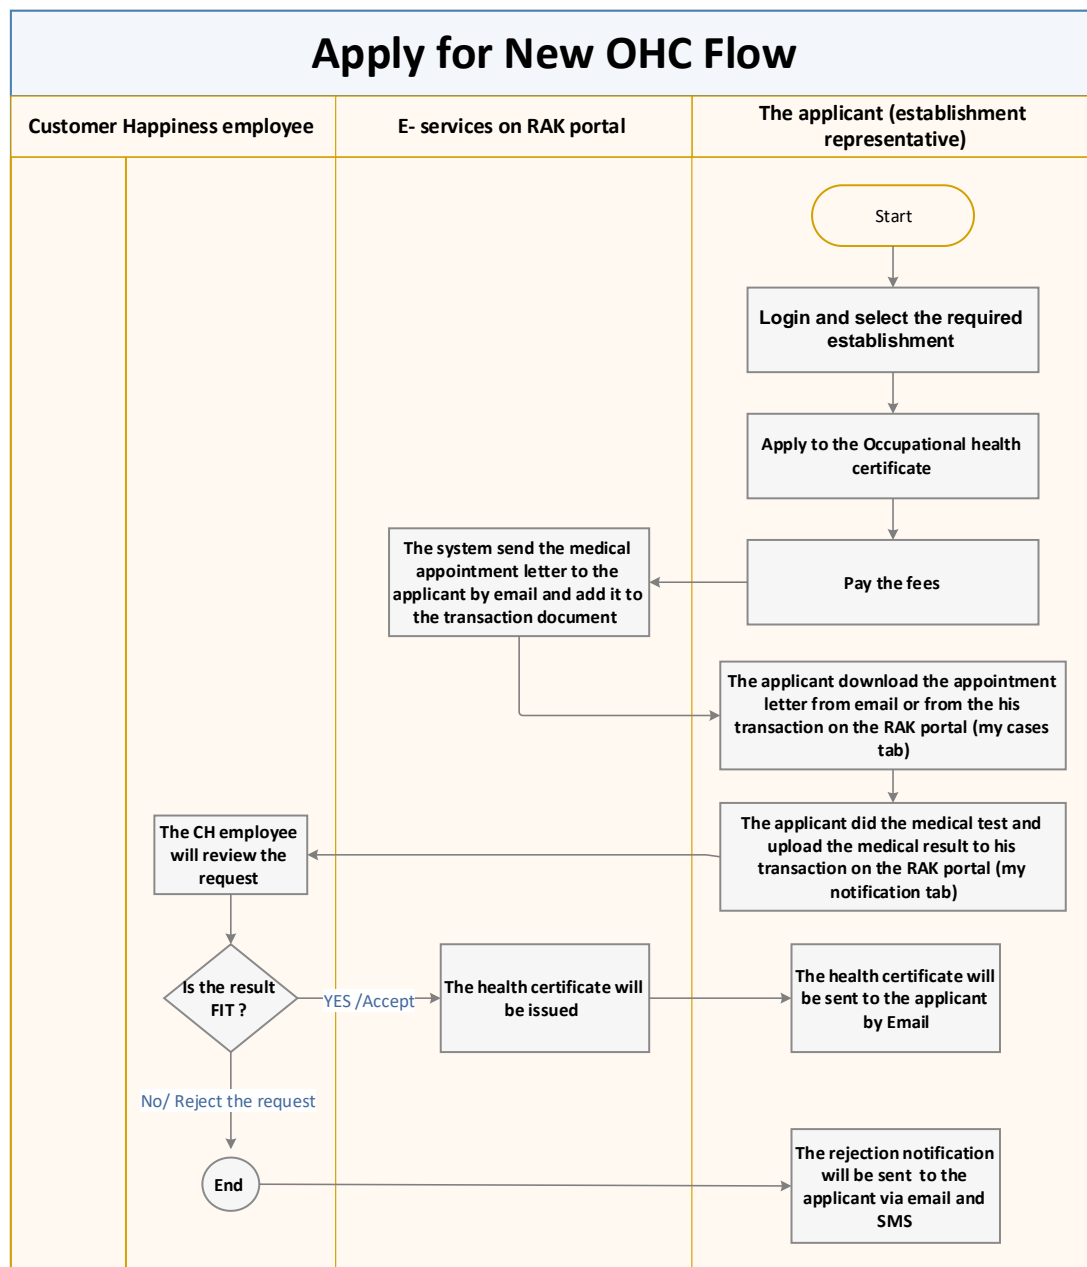 Apply for New OHC Flow
Customer Happiness employee
E- services on RAK portal
The applicant (establishment
representative)
Start
Login and select the required
establishment
Apply to the Occupational health
certificate
Pay the fees
The system send the medical
appointment letter to the
applicant by email and add it to
the transaction document
The applicant download the appointment
letter from email or from the his
transaction on the RAK portal (my cases
tab)
The applicant did the medical test and
upload the medical result to his
transaction on the RAK portal (my
notification tab)
The CH employee
will review the
request
Is the result
FIT ?
YES /Accept
The health certificate will
be issued
The health certificate will
be sent to the applicant
by Email
No/ Reject the request
End
The rejection notification
will be sent  to the
applicant via email and
SMS